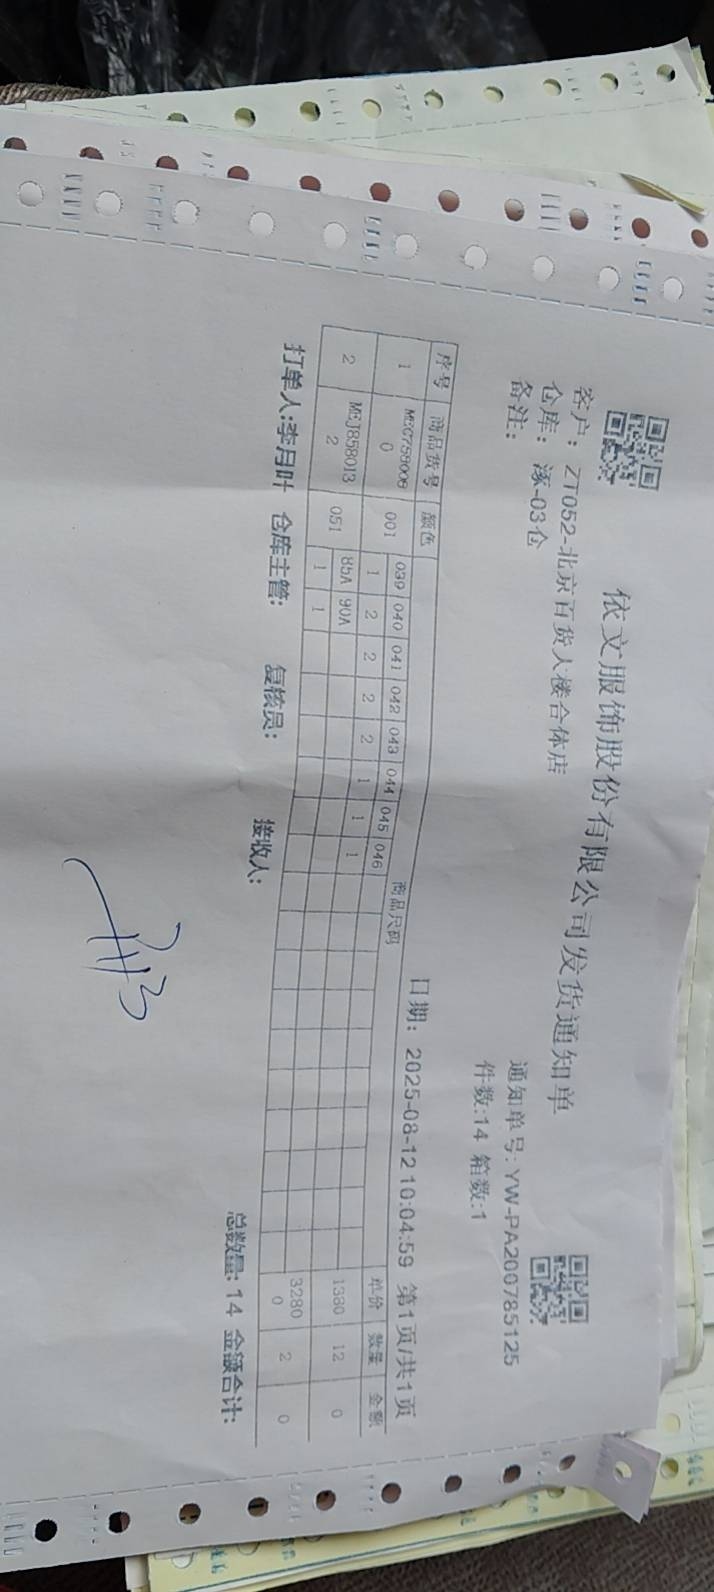 依文服饰股份有限公司发货通知单
客户：ZT052-北京百货大楼合体店
通知单号：YW-PA200785125
仓库：涿-03仓
件数:14 箱数:1
备注：
日期：2025-08-12 10:04:59 第1页/共1页
序号 商品货号 颜色 商品尺码 单价 数量 金额
039 040 041 042 043 044 045 046
1 001 1 2 2 2 2 1 1 1 1380 12 0
85A 90A
2 MEJ8580132 051 1 1 32800 2 0
总数量:14 金额合计:
打单人:李月叶 仓库主管: 复核员: 接收人: